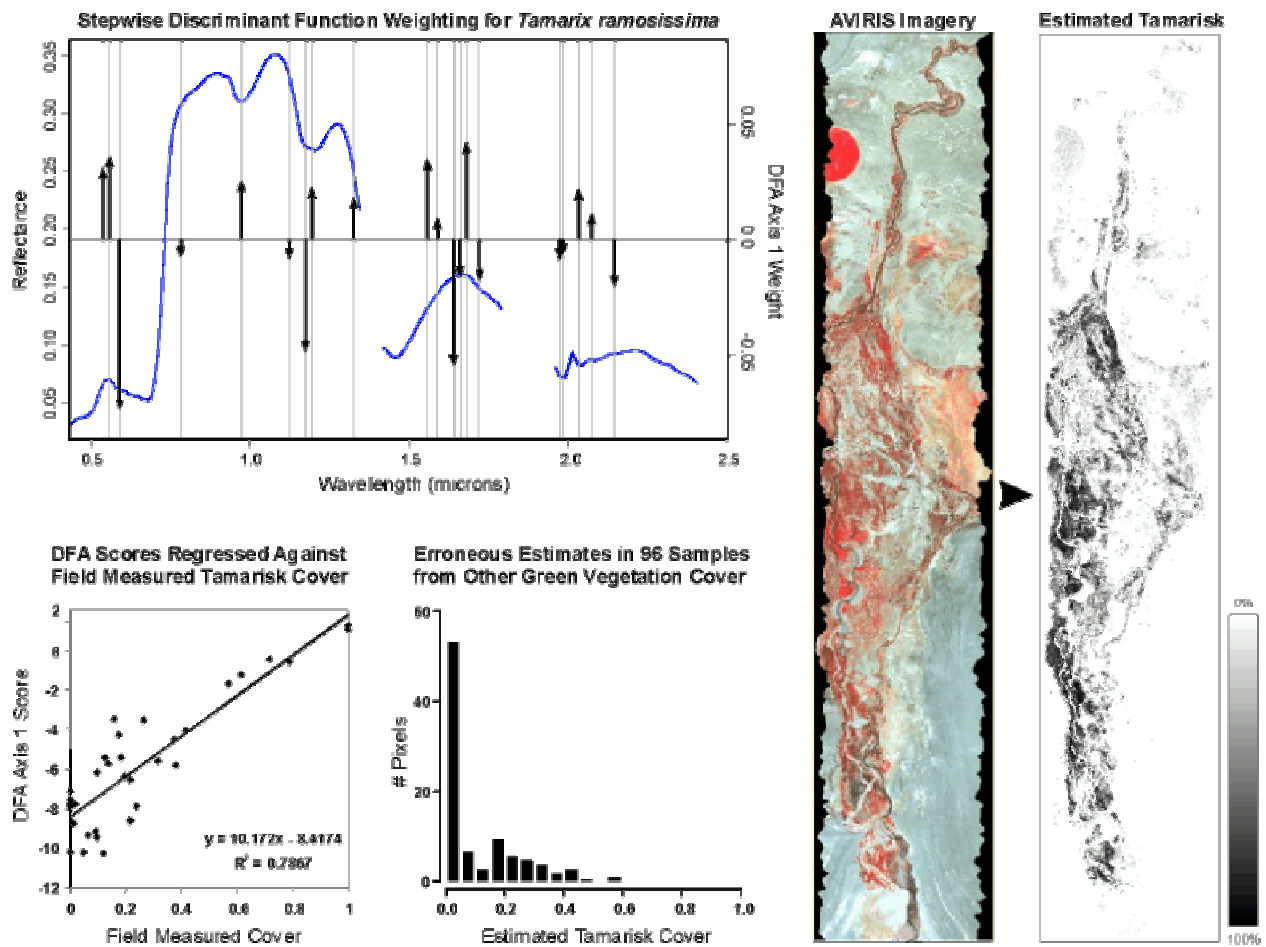 Stepwise Discriminant Function Weighting for Tamarix ramosissima
0.35
0.30
0.25
0.20
0.15
0.10
0.05
Reflectance
0.05
0
-0.05
DFA Axis 1 Weight
0.5 1.0 1.5 2.0 2.5
Wavelength (microns)
DFA Scores Regressed Against
Field Measured Tamarisk Cover
2
0
-2
-4
-6
-8
-10
-12
DFA Axis 1 Score
y = 10.172x - 8.4174
R² = 0.7867
0 0.2 0.4 0.6 0.8 1
Field Measured Cover
Erroneous Estimates in 96 Samples
from Other Green Vegetation Cover
60
40
20
0
# Pixels
0.0 0.2 0.4 0.6 0.8 1.0
Estimated Tamarisk Cover
AVIRIS Imagery
Estimated Tamarisk
0%
100%